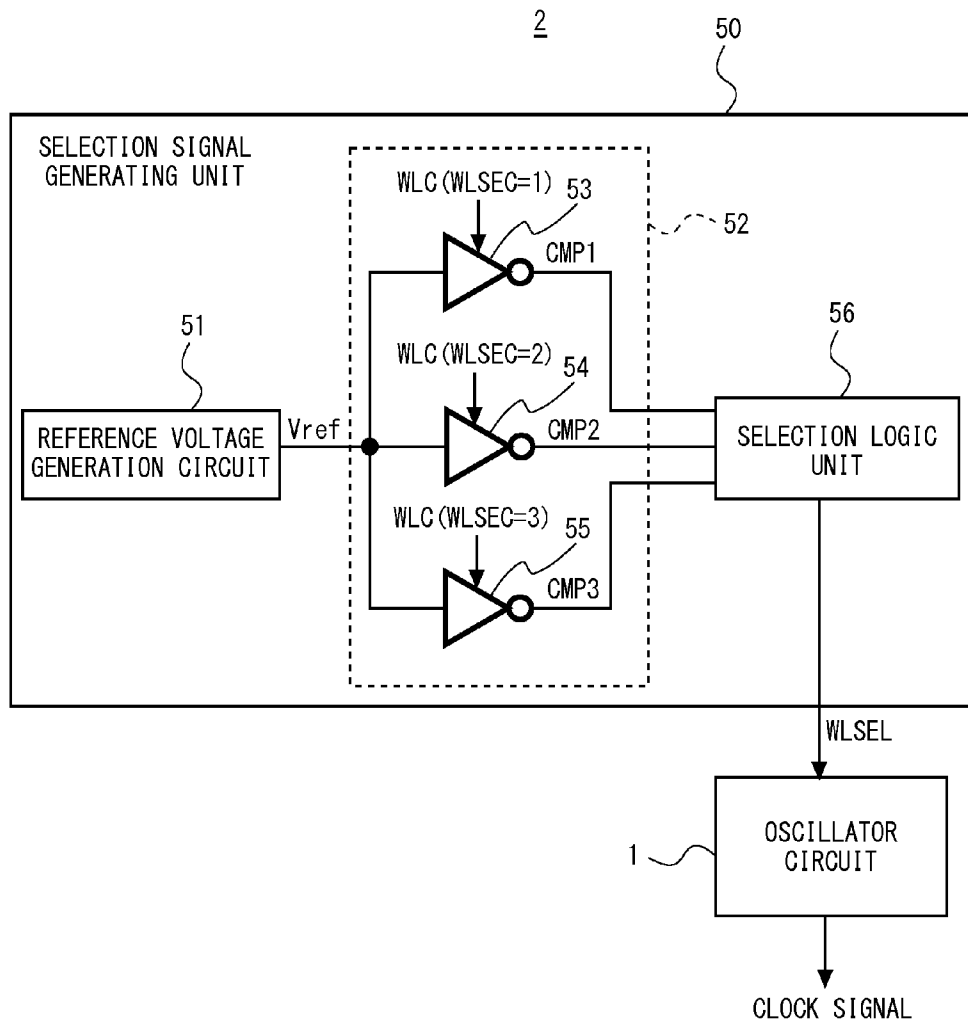 2
50
SELECTION SIGNAL
GENERATING UNIT
WLC(WLSEC=1)
53
52
CMP1
51
56
WLC(WLSEC=2)
54
REFERENCE VOLTAGE
GENERATION CIRCUIT
Vref
CMP2
SELECTION LOGIC
UNIT
WLC(WLSEC=3)
55
CMP3
WLSEL
1
OSCILLATOR
CIRCUIT
CLOCK SIGNAL